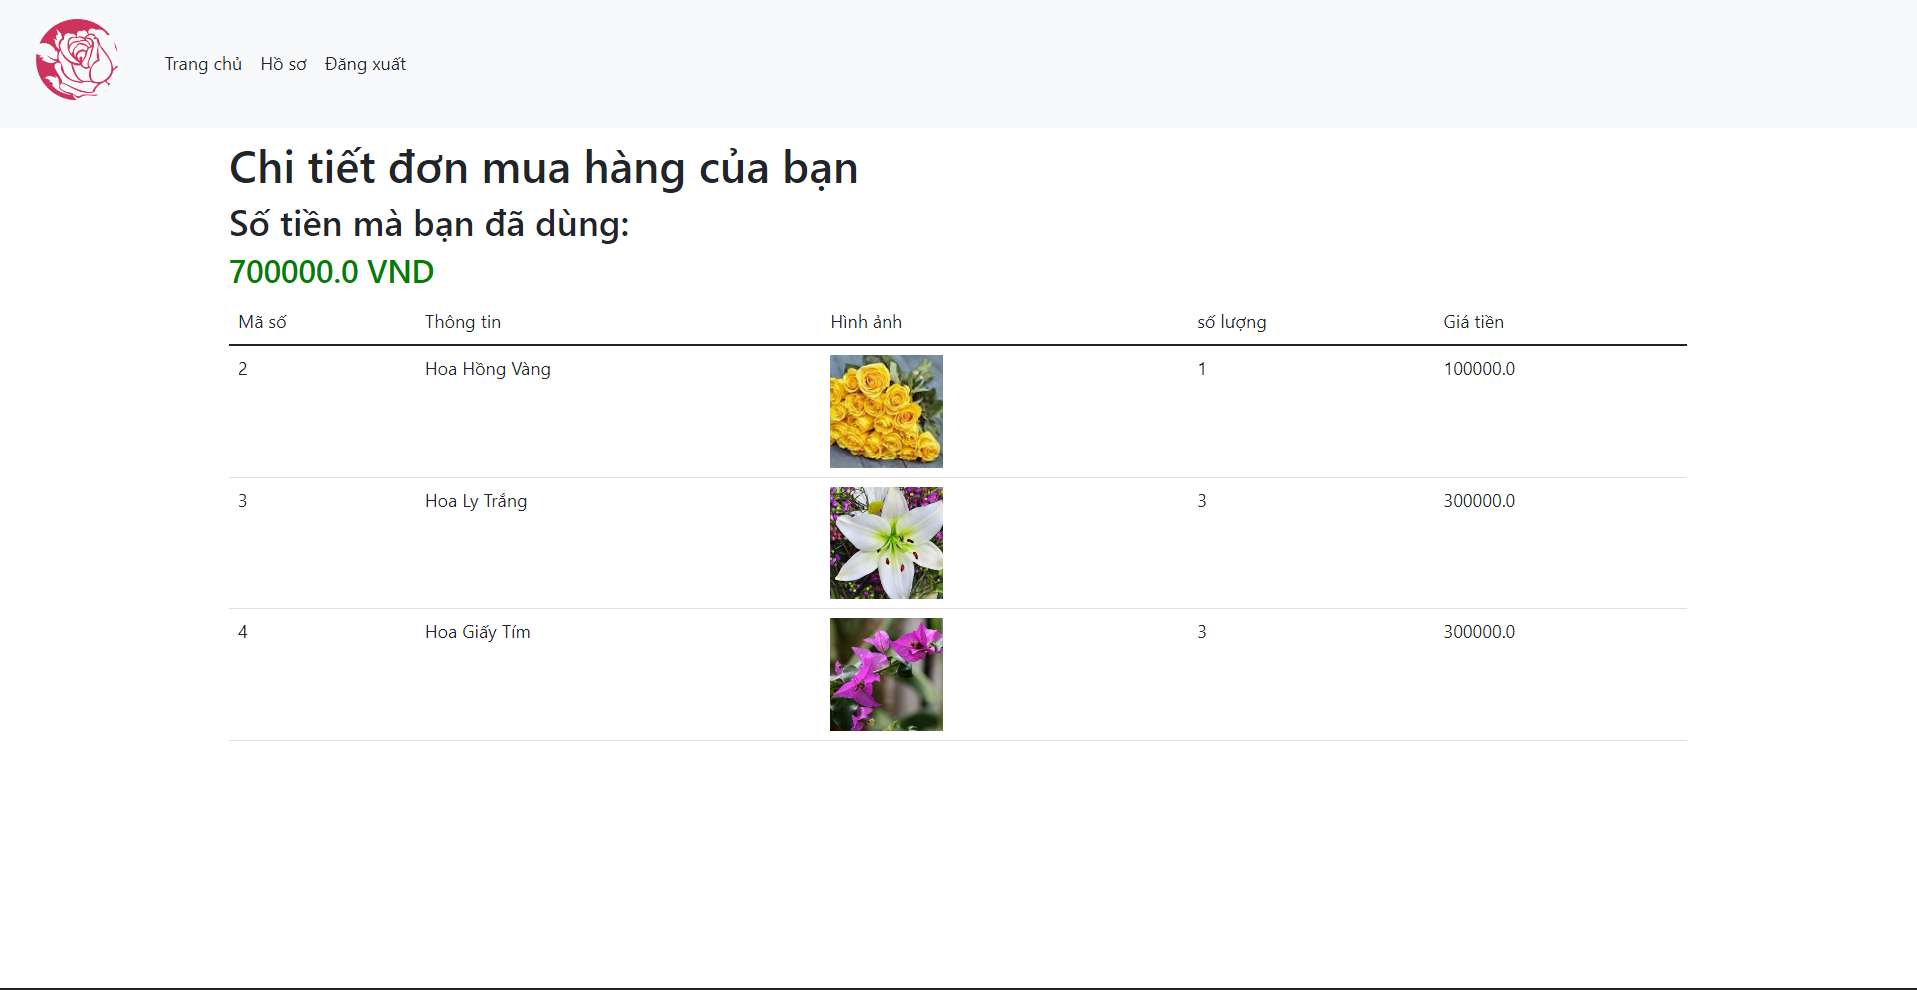 Trang chủ Hồ sơ Đăng xuất
Chi tiết đơn mua hàng của bạn
Số tiền mà bạn đã dùng:
700000.0 VND
Mã số Thông tin Hình ảnh số lượng Giá tiền
2 Hoa Hồng Vàng 1 100000.0
3 Hoa Ly Trắng 3 300000.0
4 Hoa Giấy Tím 3 300000.0